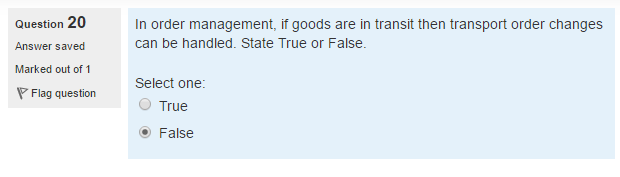 Question 20
Answer saved
Marked out of 1
Flag question
In order management, if goods are in transit then transport order changes
can be handled. State True or False.
Select one:
True
False